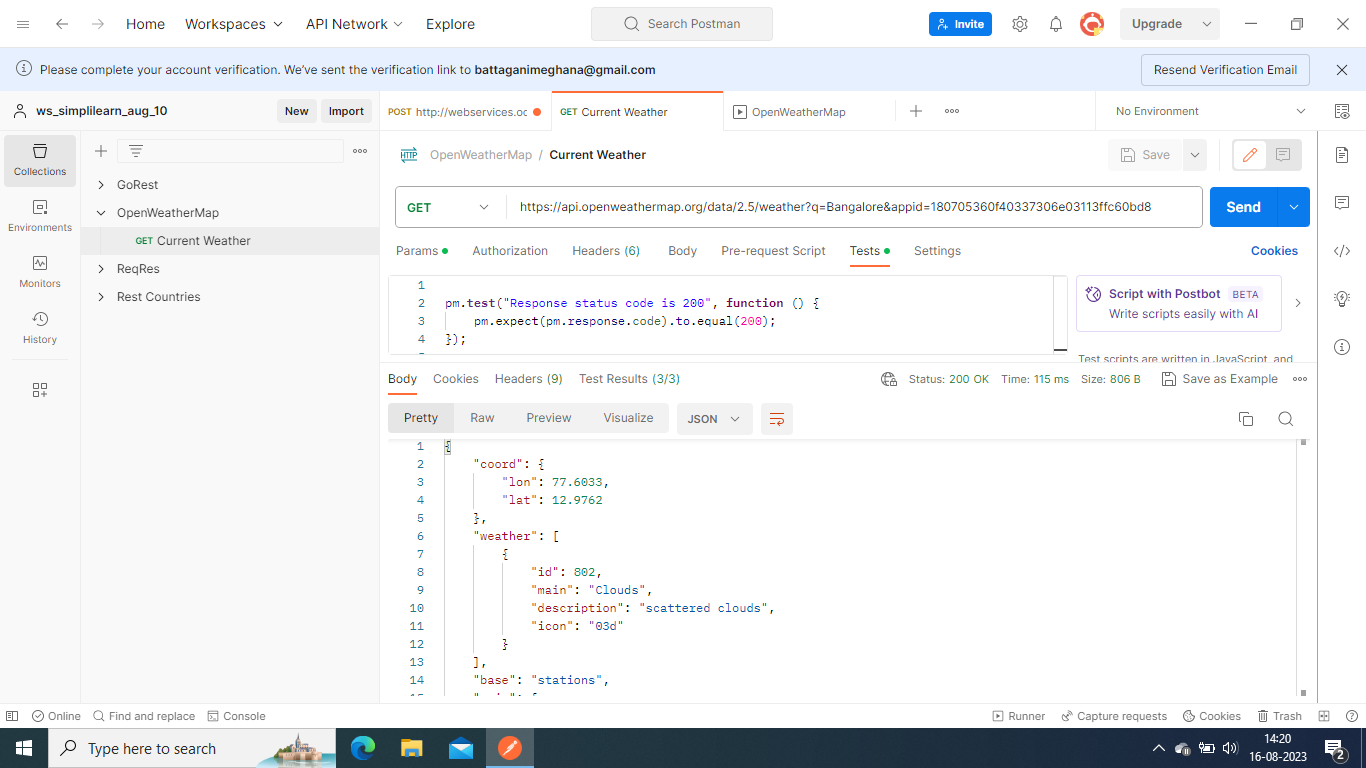 Home Workspaces API Network Explore Search Postman Invite Upgrade
Please complete your account verification. We've sent the verification link to battaganimeghana@gmail.com Resend Verification Email
ws_simplilearn_aug_10 New Import POST http://webservices.oc GET Current Weather OpenWeatherMap No Environment
Collections
Environments
Monitors
History
GoRest
OpenWeatherMap
GET Current Weather
ReqRes
Rest Countries
HTTP OpenWeatherMap / Current Weather Save
GET https://api.openweathermap.org/data/2.5/weather?q=Bangalore&appid=180705360f40337306e03113ffc60bd8 Send
Params Authorization Headers (6) Body Pre-request Script Tests Settings Cookies
1
2 pm.test("Response status code is 200", function () {
3 pm.expect(pm.response.code).to.equal(200);
4 });
Script with Postbot BETA
Write scripts easily with AI
Test scripts are written in JavaScript, and
Body Cookies Headers (9) Test Results (3/3) Status: 200 OK Time: 115 ms Size: 806 B Save as Example
Pretty Raw Preview Visualize JSON
1 {
2 "coord": {
3 "lon": 77.6033,
4 "lat": 12.9762
5 },
6 "weather": [
7 {
8 "id": 802,
9 "main": "Clouds",
10 "description": "scattered clouds",
11 "icon": "03d"
12 }
13 ],
14 "base": "stations",
Online Find and replace Console Runner Capture requests Cookies Trash
Type here to search
14:20
16-08-2023
2